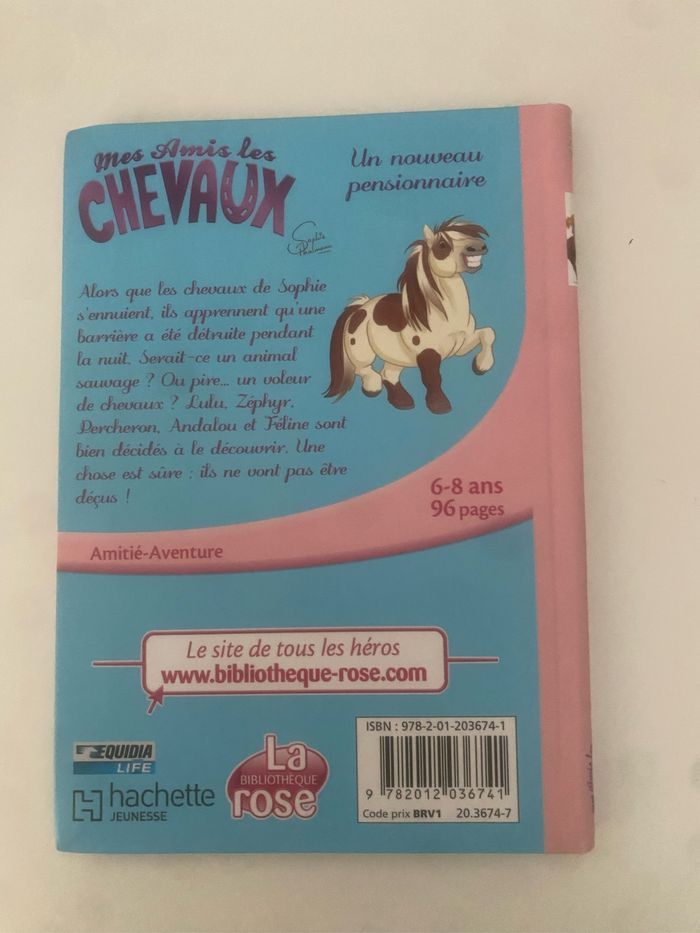 Mes Amis les
CHEVAUX
Sophie
Thalmann
Un nouveau
pensionnaire
Alors que les chevaux de Sophie
s'ennuient, ils apprennent qu'une
barrière a été détruite pendant
la nuit. Serait-ce un animal
sauvage ? Ou pire... un voleur
de chevaux ? Lulu, Zéphyr,
Percheron, Andalou et Féline sont
bien décidés à le découvrir. Une
chose est sûre : ils ne vont pas être
déçus !
6-8 ans
96 pages
Amitié-Aventure
Le site de tous les héros
www.bibliotheque-rose.com
EQUIDIA
LIFE
hachette
JEUNESSE
La
BIBLIOTHÈQUE
rose
ISBN : 978-2-01-203674-1
9 782012 036741
Code prix BRV1 20.3674-7